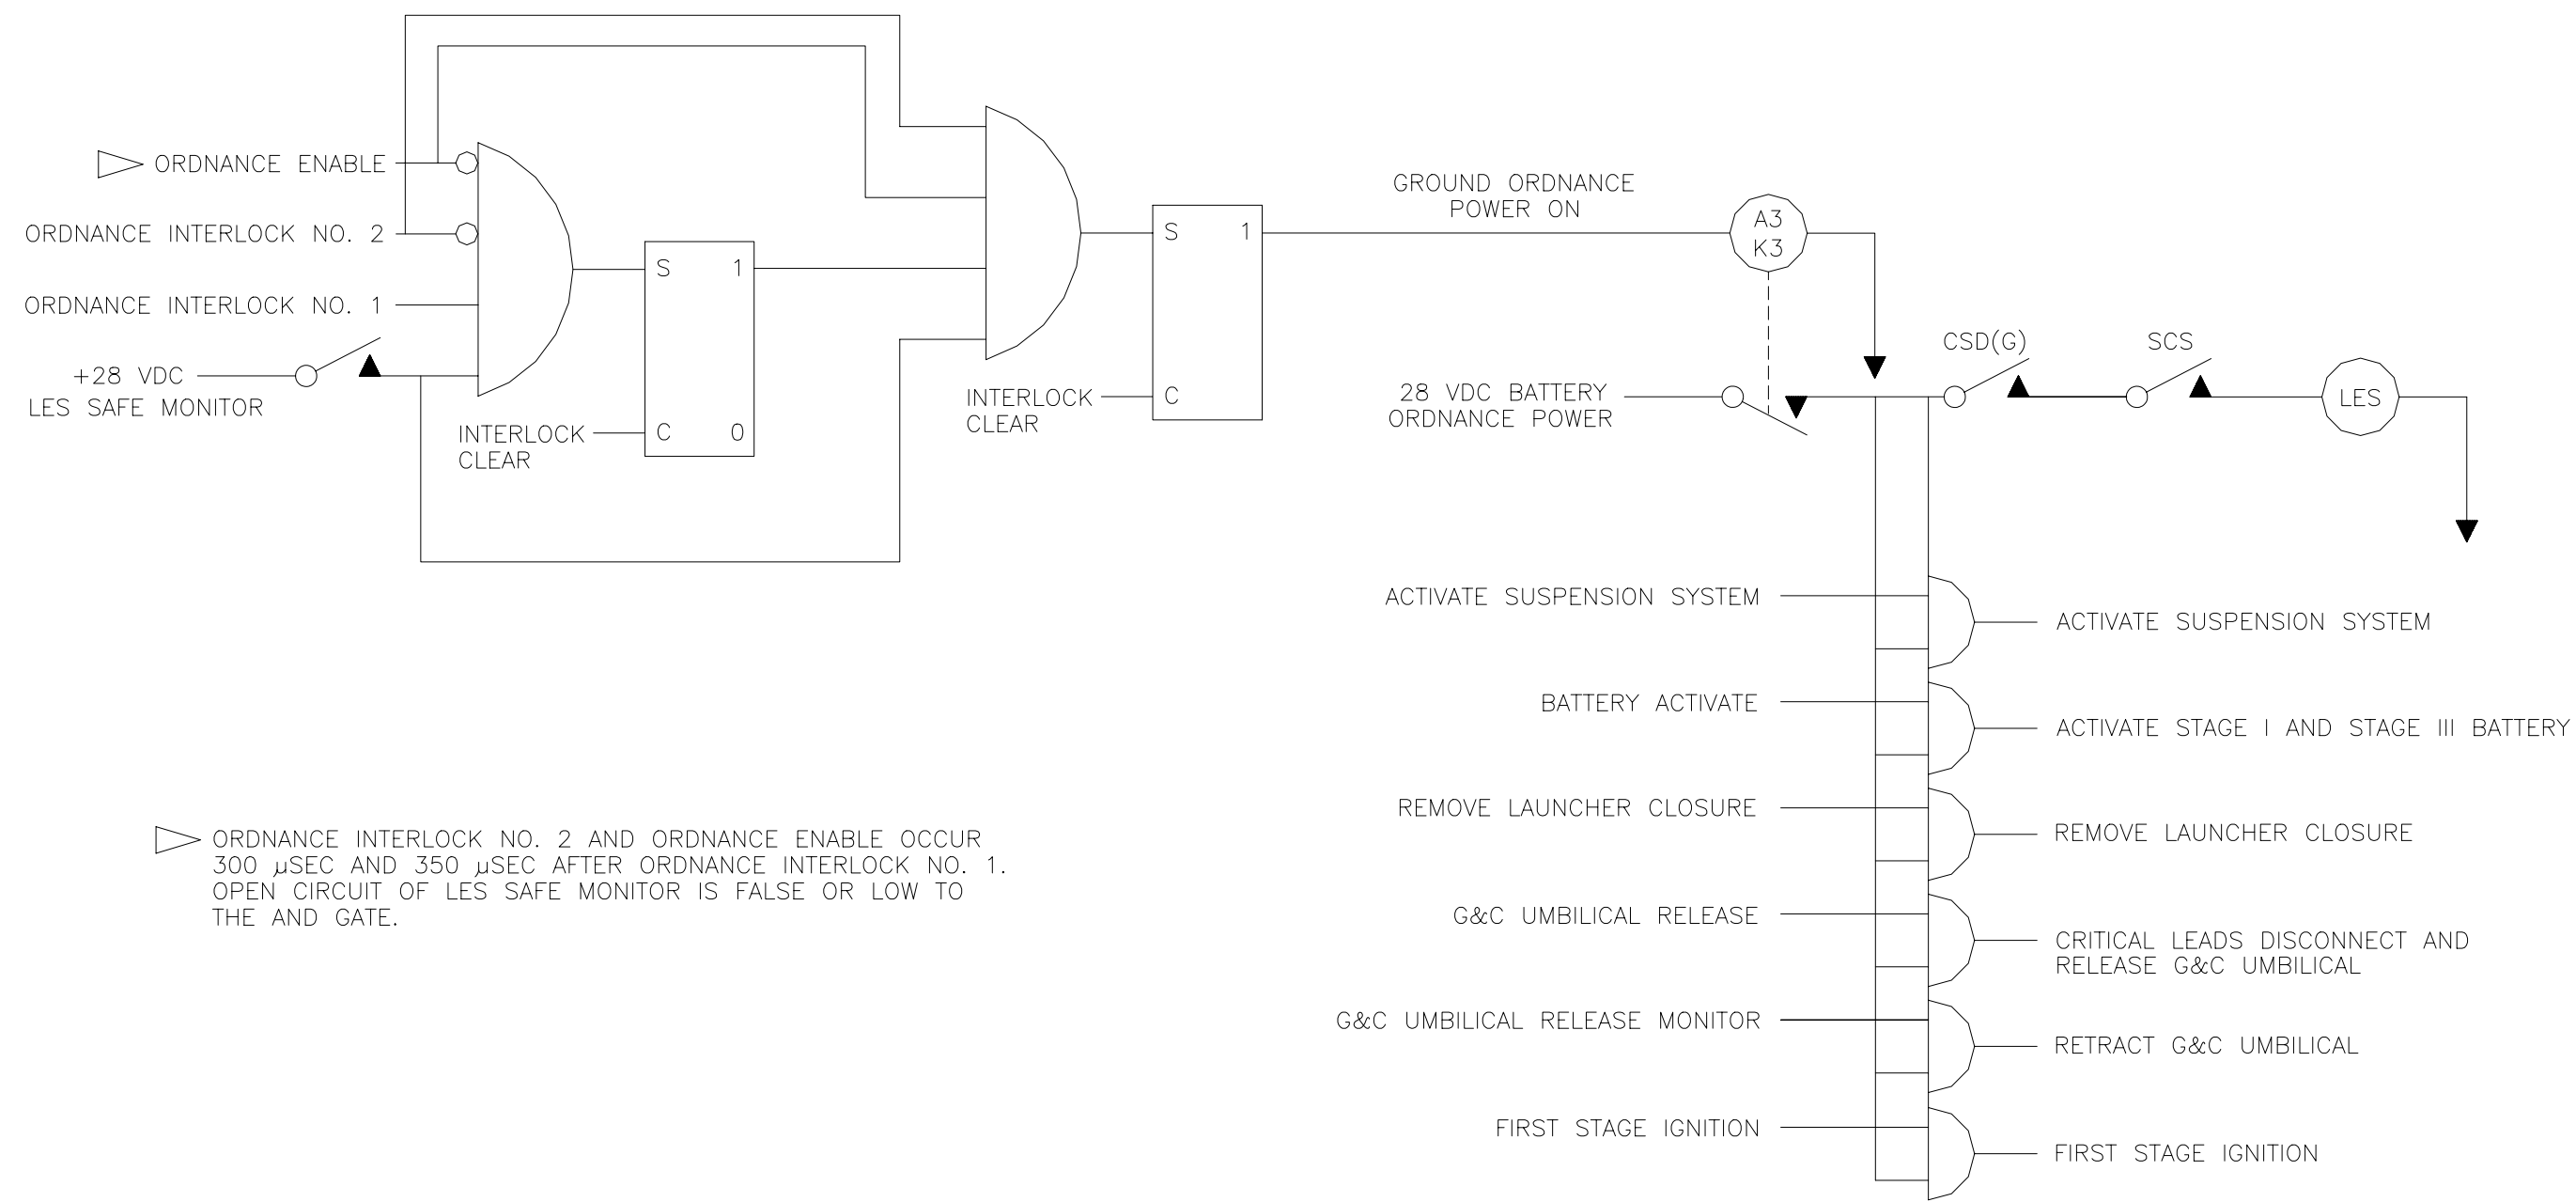 ORDNANCE ENABLE
ORDNANCE INTERLOCK NO. 2
ORDNANCE INTERLOCK NO. 1
+28 VDC
LES SAFE MONITOR
S 1
C 0
INTERLOCK
CLEAR
S 1
C
INTERLOCK
CLEAR
GROUND ORDNANCE
POWER ON
A3
K3
28 VDC BATTERY
ORDNANCE POWER
CSD(G)
SCS
LES
ACTIVATE SUSPENSION SYSTEM
ACTIVATE SUSPENSION SYSTEM
BATTERY ACTIVATE
ACTIVATE STAGE I AND STAGE III BATTERY
REMOVE LAUNCHER CLOSURE
REMOVE LAUNCHER CLOSURE
G&C UMBILICAL RELEASE
CRITICAL LEADS DISCONNECT AND
RELEASE G&C UMBILICAL
G&C UMBILICAL RELEASE MONITOR
RETRACT G&C UMBILICAL
FIRST STAGE IGNITION
FIRST STAGE IGNITION
ORDNANCE INTERLOCK NO. 2 AND ORDNANCE ENABLE OCCUR
300 µSEC AND 350 µSEC AFTER ORDNANCE INTERLOCK NO. 1.
OPEN CIRCUIT OF LES SAFE MONITOR IS FALSE OR LOW TO
THE AND GATE.